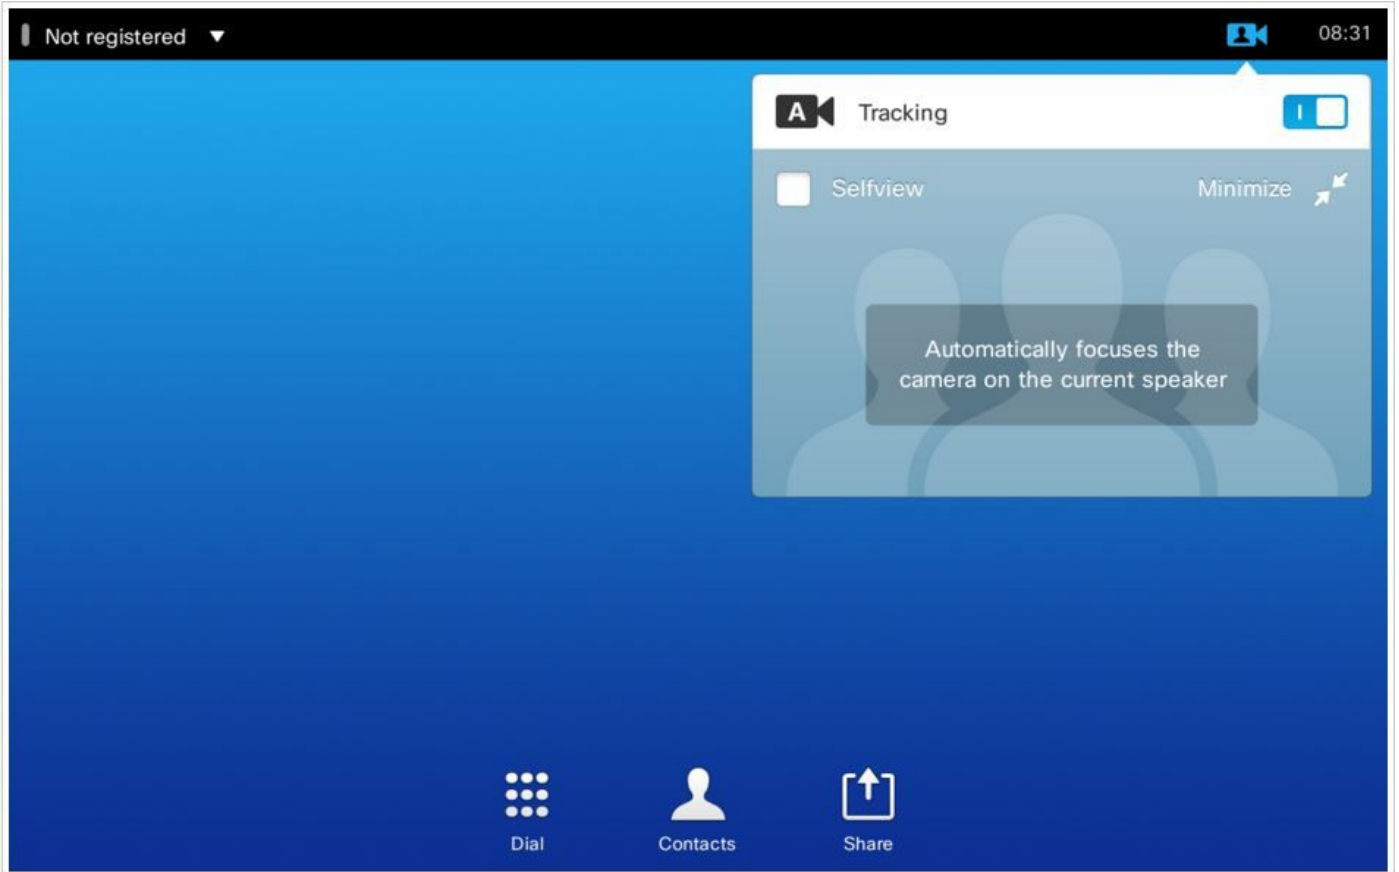 Not registered
08:31
A
Tracking
Selfview
Minimize
Automatically focuses the
camera on the current speaker
Dial
Contacts
Share